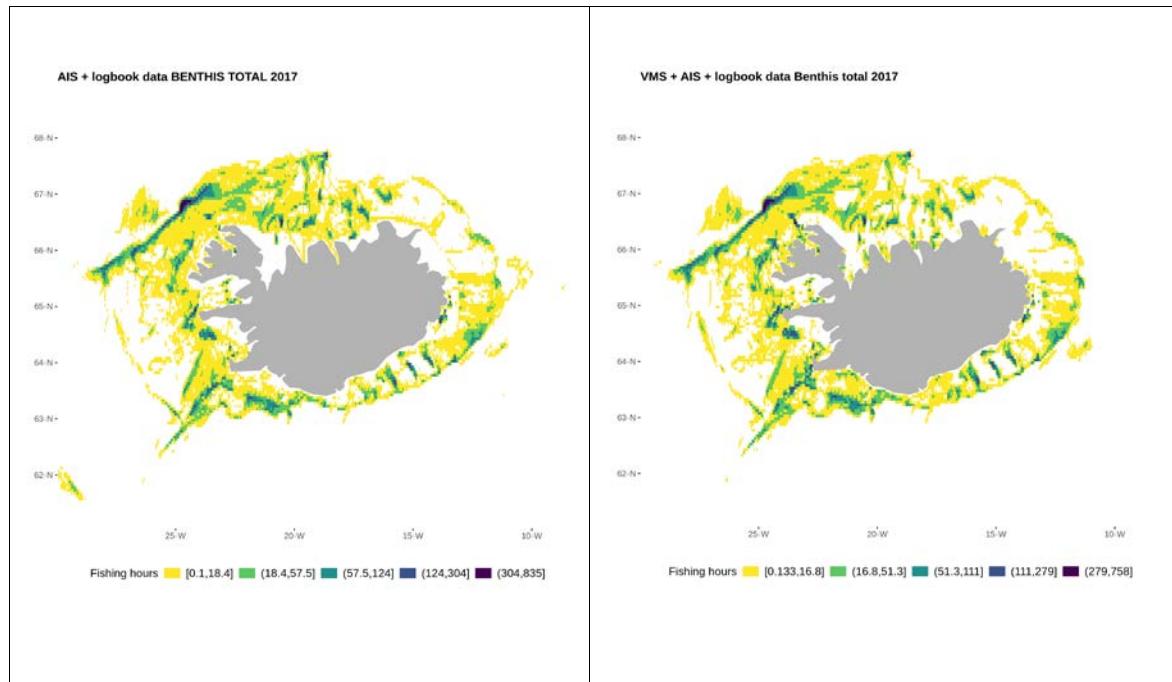 AIS + logbook data BENTHIS TOTAL 2017
68◦N
67◦N
66◦N
65◦N
64◦N
63◦N
62◦N
25◦W 20◦W 15◦W 10◦W
Fishing hours [0.1,18.4] (18.4,57.5] (57.5,124] (124,304] (304,835]
VMS + AIS + logbook data Benthis total 2017
68◦N
67◦N
66◦N
65◦N
64◦N
63◦N
62◦N
25◦W 20◦W 15◦W 10◦W
Fishing hours [0.133,16.8] (16.8,51.3] (51.3,111] (111,279] (279,758]